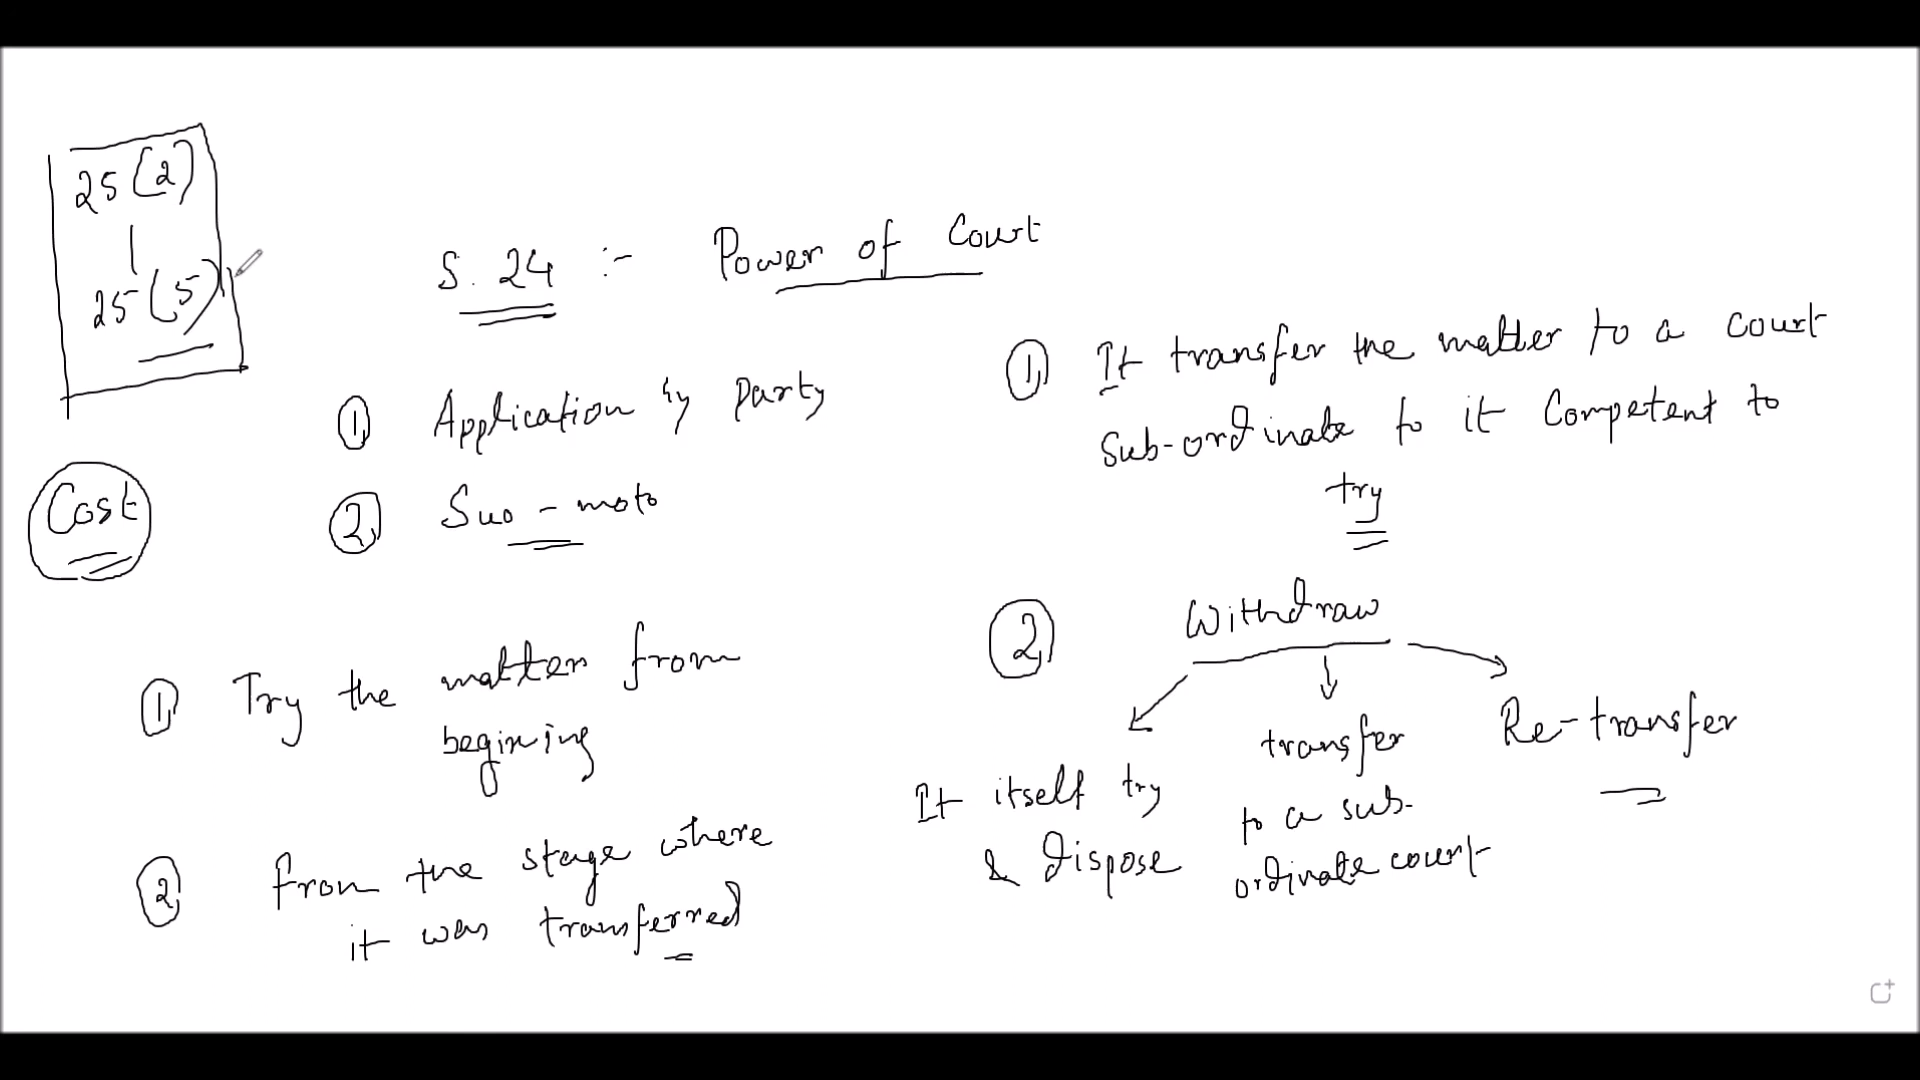 25(2)
25(5)
Cost
S. 24 :- Power of Court
① Application by party
② Suo-moto
① Try the matter from
begining
② from the stage where
it was transferred
① It transfer the matter to a court
Sub-ordinate to it Competent to
try
② Withdraw
It itself try
& dispose
transfer
to a sub-
ordinate court
Re-transfer